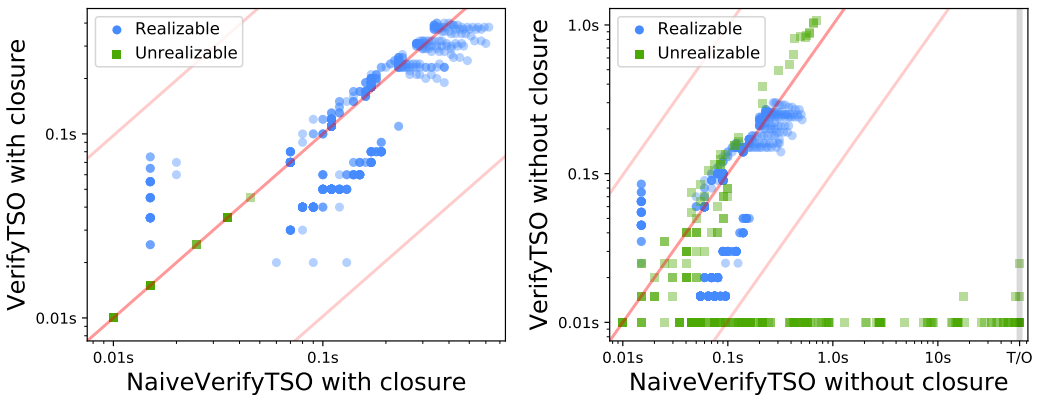 VerifyTSO with closure
0.1s
0.01s
Realizable
Unrealizable
0.01s
0.1s
NaiveVerifyTSO with closure
VerifyTSO without closure
1.0s
0.1s
0.01s
Realizable
Unrealizable
0.01s
0.1s
1.0s
10s
T/O
NaiveVerifyTSO without closure